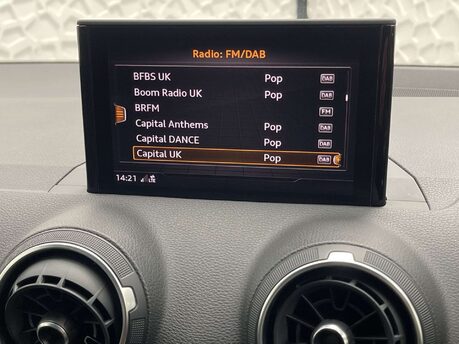 Radio: FM/DAB
BFBS UK Pop DAB
Boom Radio UK Pop DAB
BRFM FM
Capital Anthems Pop DAB
Capital DANCE Pop DAB
Capital UK Pop DAB
14:21 LTE